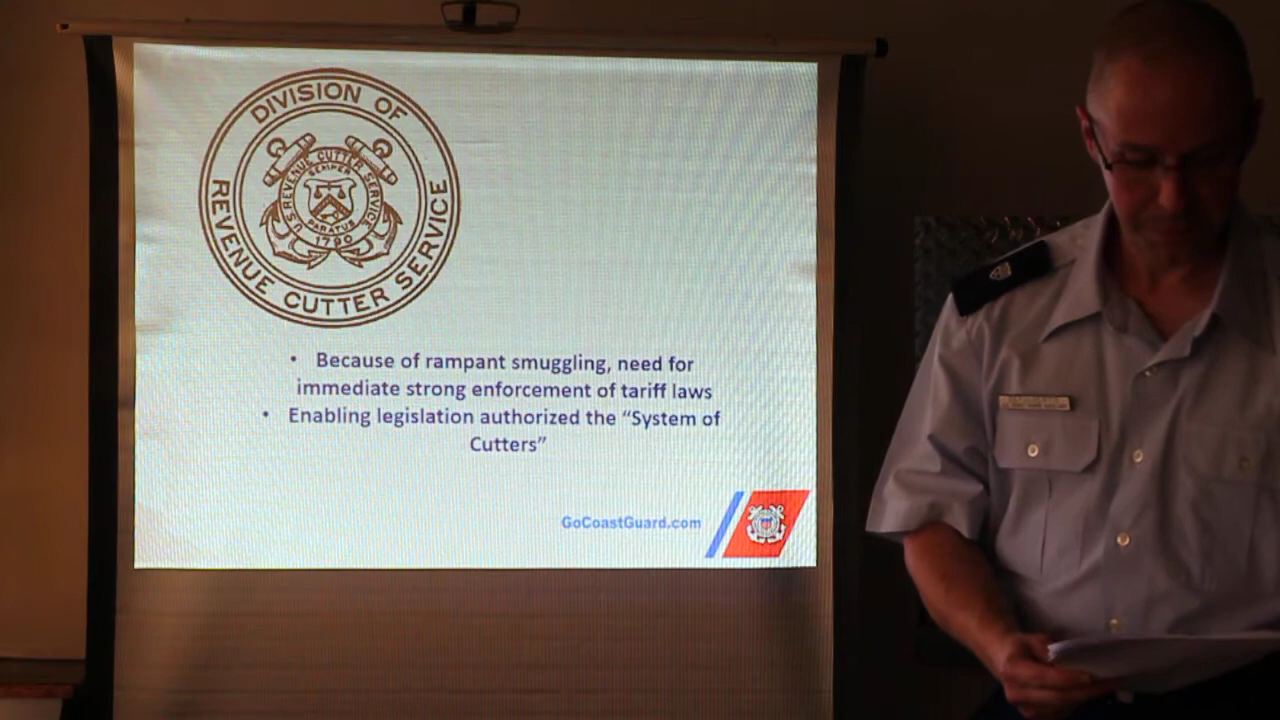 DIVISION OF
REVENUE CUTTER SERVICE
U.S. REVENUE CUTTER SERVICE
SEMPER
PARATUS
1790
• Because of rampant smuggling, need for
immediate strong enforcement of tariff laws
• Enabling legislation authorized the “System of
Cutters”
GoCoastGuard.com